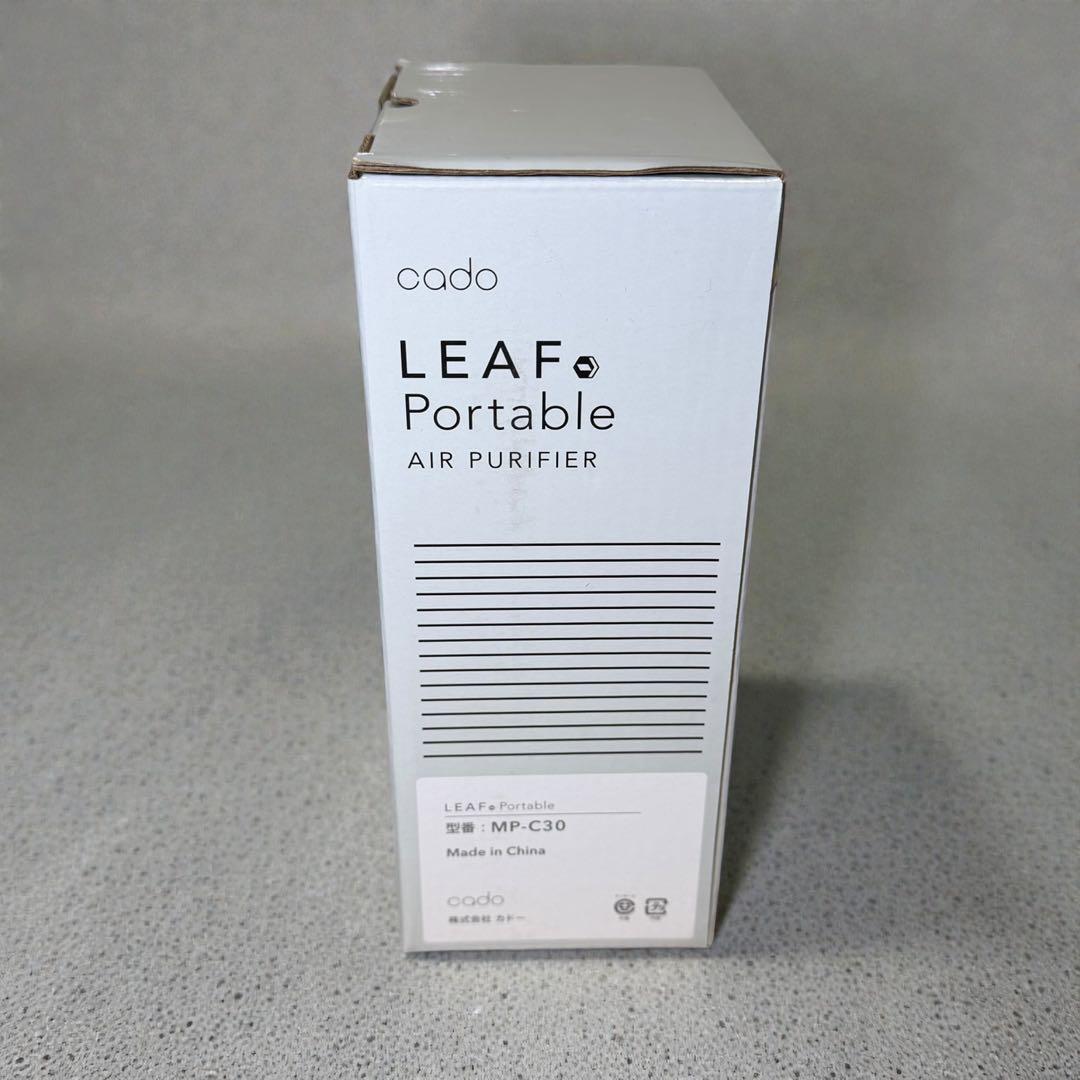 cado
LEAF
Portable
AIR PURIFIER
LEAF Portable
型番：MP-C30
Made in China
cado
株式会社 カドー